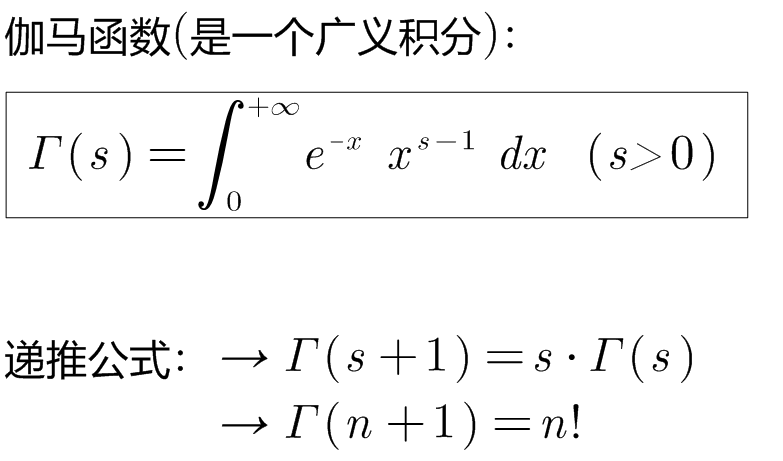 伽马函数(是一个广义积分):
Γ(s) = ∫₀^{+∞} e^{-x} x^{s-1} dx (s>0)
递推公式: → Γ(s+1) = s·Γ(s)
→ Γ(n+1) = n!